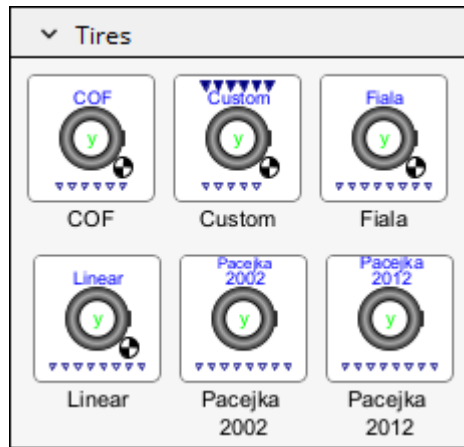 Tires
COF
Custom
Fiala
y
y
y
COF
Custom
Fiala
Linear
Pacejka
2002
Pacejka
2012
y
y
y
Linear
Pacejka
2002
Pacejka
2012